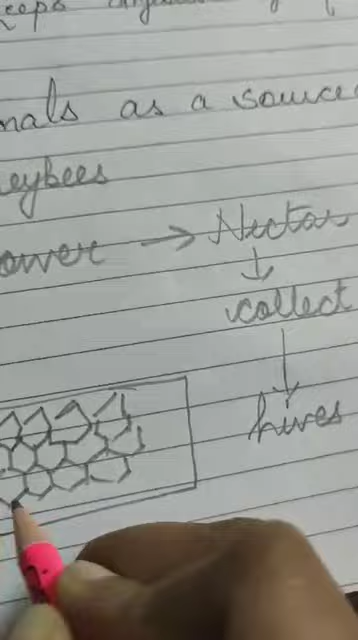 nals as a source
eybees
ower → Nectar
↓
collect
↓
hives